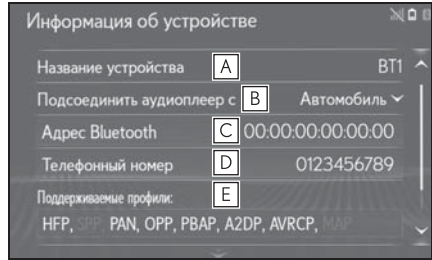 Информация об устройстве
Название устройства A BT1
Подсоединить аудиоплеер с B Автомобиль
Адрес Bluetooth C 00:00:00:00:00:00
Телефонный номер D 0123456789
Поддерживаемые профили: E
HFP, SPP, PAN, OPP, PBAP, A2DP, AVRCP, MAP